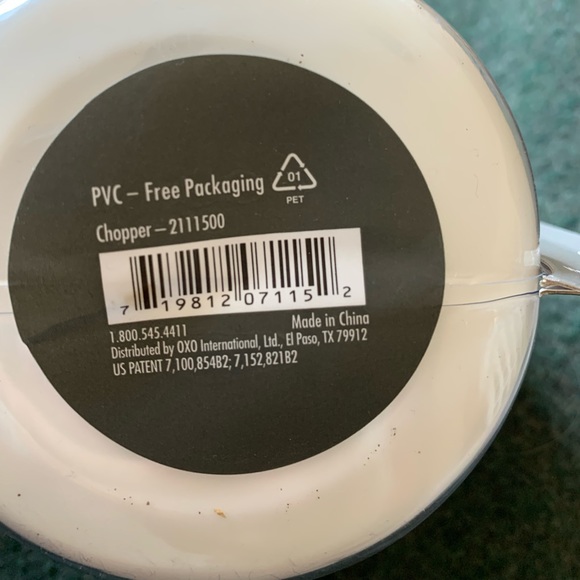 PVC – Free Packaging
01
PET
Chopper – 2111500
7 19812 07115 2
1.800.545.4411 Made in China
Distributed by OXO International, Ltd., El Paso, TX 79912
US PATENT 7,100,854B2; 7,152,821B2